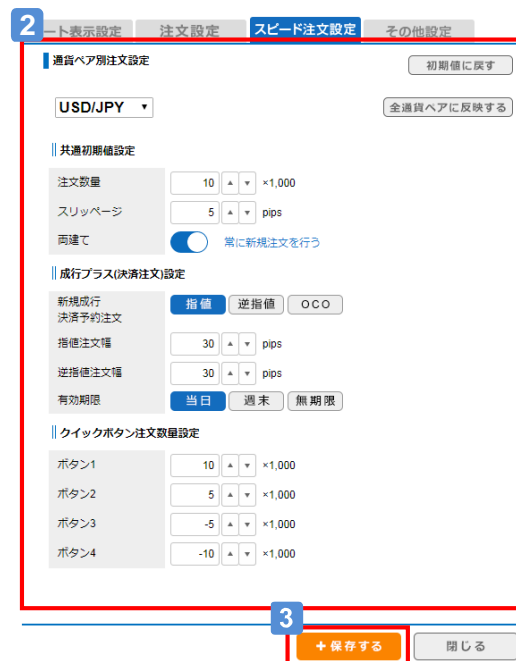 2
ート表示設定 注文設定 スピード注文設定 その他設定
通貨ペア別注文設定 初期値に戻す
USD/JPY ▼ 全通貨ペアに反映する
共通初期値設定
注文数量 10 ▲ ▼ ×1,000
スリッページ 5 ▲ ▼ pips
両建て 常に新規注文を行う
成行プラス(決済注文)設定
新規成行 指値 逆指値 OCO
決済予約注文
指値注文幅 30 ▲ ▼ pips
逆指値注文幅 30 ▲ ▼ pips
有効期限 当日 週末 無期限
クイックボタン注文数量設定
ボタン1 10 ▲ ▼ ×1,000
ボタン2 5 ▲ ▼ ×1,000
ボタン3 -5 ▲ ▼ ×1,000
ボタン4 -10 ▲ ▼ ×1,000
3
+保存する 閉じる